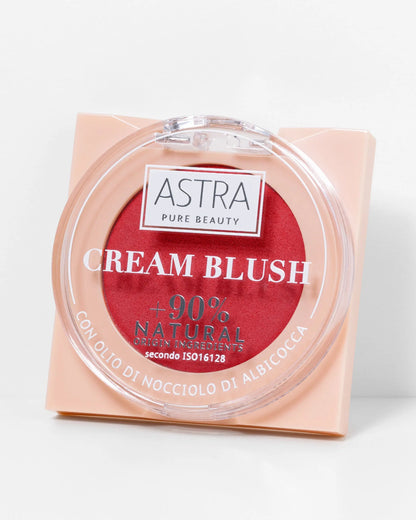 ASTRA
PURE BEAUTY
CREAM BLUSH
+90%
NATURAL
ORIGIN INGREDIENTS
secondo ISO16128
CON OLIO DI NOCCIOLO DI ALBICOCCA